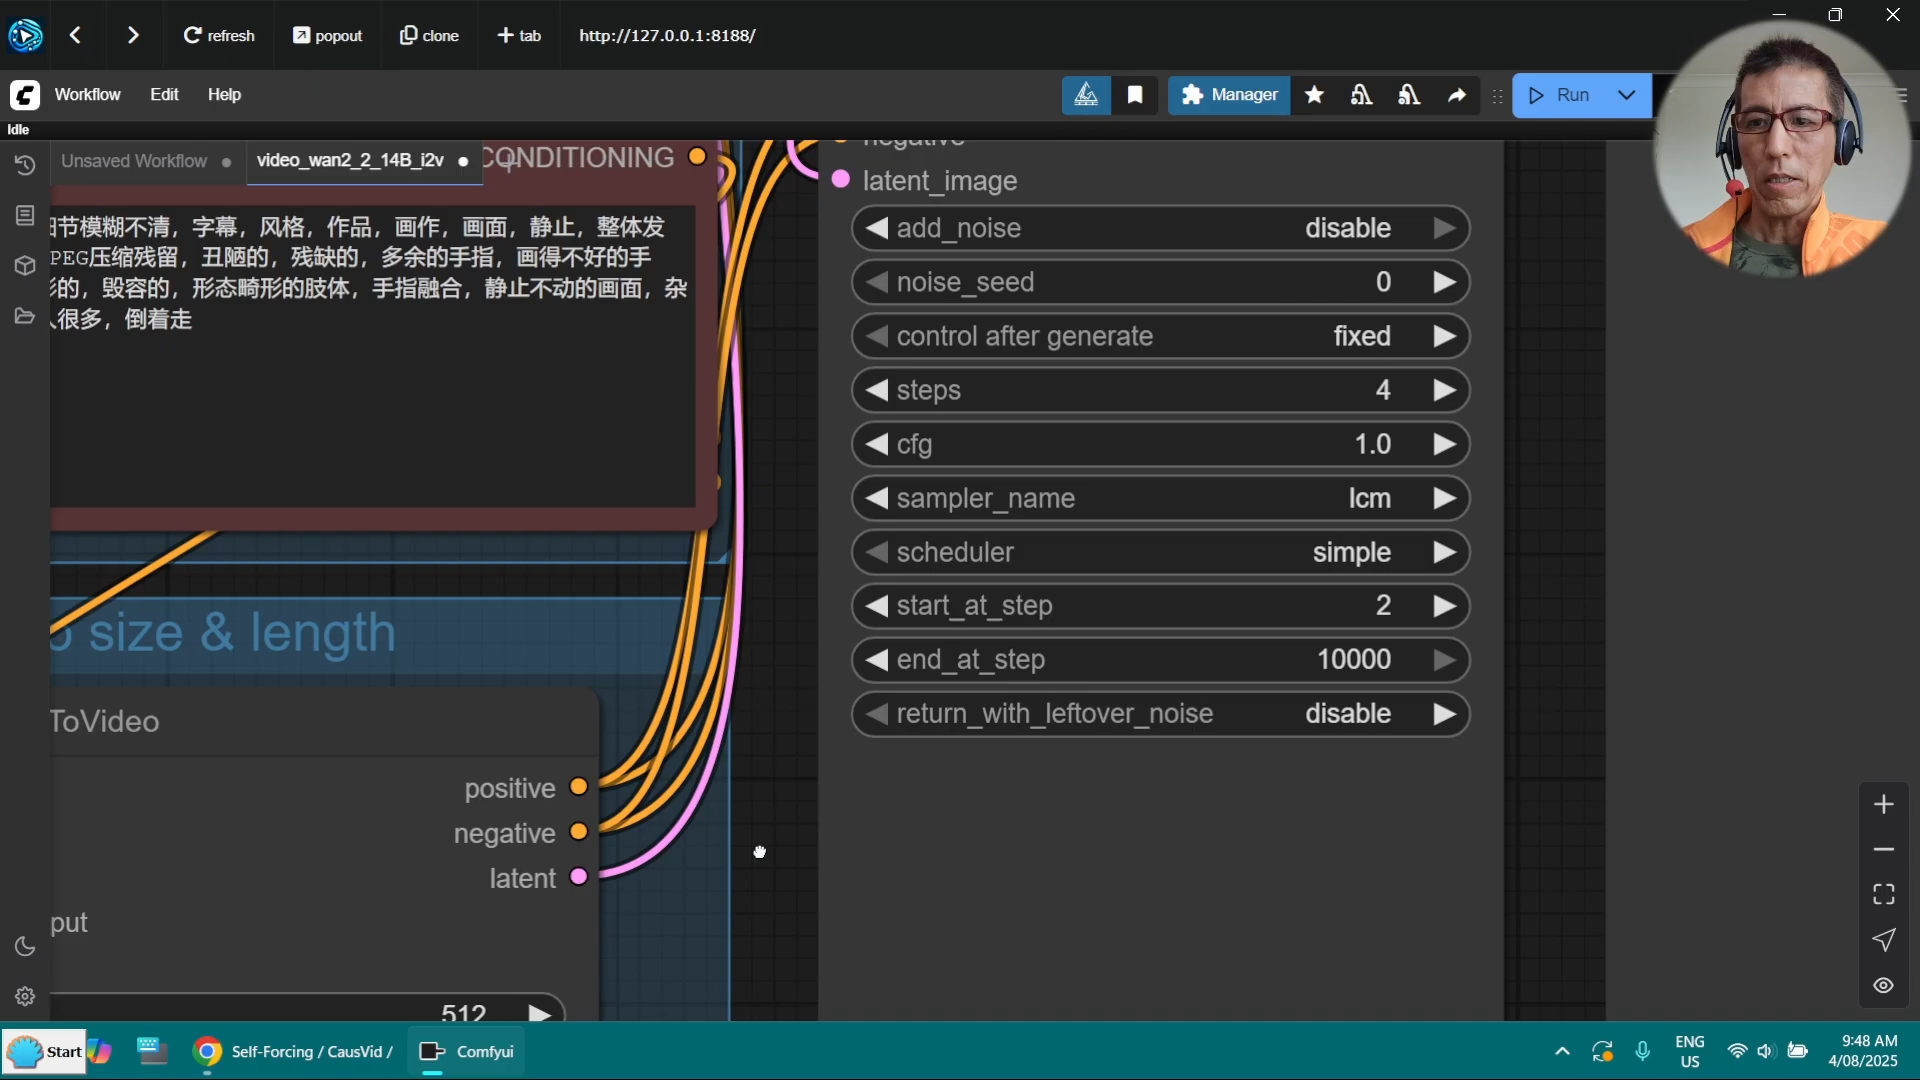 refresh
popout
clone
tab
http://127.0.0.1:8188/
Workflow
Edit
Help
Manager
Run
Idle
Unsaved Workflow
video_wan2_2_14B_i2v
CONDITIONING
节模糊不清，字幕，风格，作品，画作，画面，静止，整体发
PEG压缩残留，丑陋的，残缺的，多余的手指，画得不好的手
的，毁容的，形态畸形的肢体，手指融合，静止不动的画面，杂
很多，倒着走
size & length
ToVideo
positive
negative
latent
put
512
negative
latent_image
add_noise disable
noise_seed 0
control after generate fixed
steps 4
cfg 1.0
sampler_name lcm
scheduler simple
start_at_step 2
end_at_step 10000
return_with_leftover_noise disable
Start
Self-Forcing / CausVid /
Comfyui
ENG
US
9:48 AM
4/08/2025